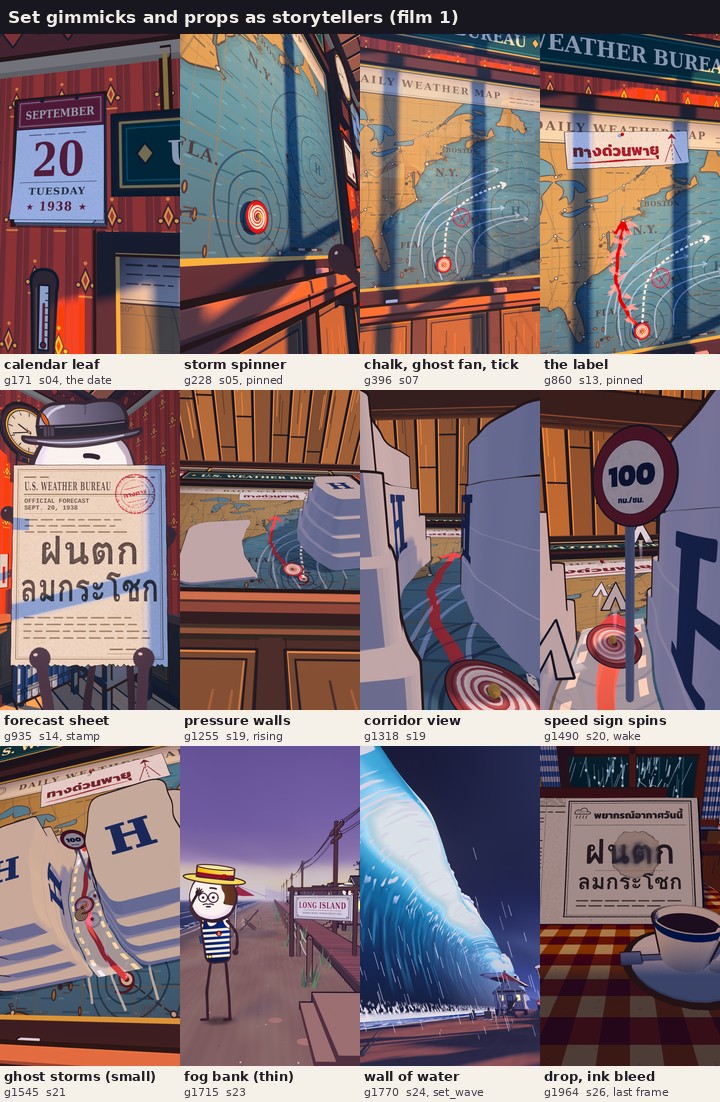 Set gimmicks and props as storytellers (film 1)
SEPTEMBER
20
TUESDAY
★ 1938 ★
U
calendar leaf
g171 s04, the date
N.Y.
FLA.
H
storm spinner
g228 s05, pinned
UREAU
AILY WEATHER MAP
BOSTON
N.Y.
FLA
H
chalk, ghost fan, tick
g396 s07
EATHER BUREA
DAILY WEATHER MAP
ทางด่วนพายุ
BOSTON
N.Y.
FLA
the label
g860 s13, pinned
U.S. WEATHER BUREAU
OFFICIAL FORECAST
SEPT. 20, 1938
ฝนตก
ลมกระโชก
forecast sheet
g935 s14, stamp
U.S. WEATHER BUREAU
H
pressure walls
g1255 s19, rising
H
H
corridor view
g1318 s19
100
กม./ชม.
H
speed sign spins
g1490 s20, wake
DAILY WEATHER
ทางด่วนพายุ
100
H
H
H
ghost storms (small)
g1545 s21
LONG ISLAND
fog bank (thin)
g1715 s23
wall of water
g1770 s24, set_wave
พยากรณ์อากาศวันนี้
ฝนตก
ลมกระโชก
drop, ink bleed
g1964 s26, last frame